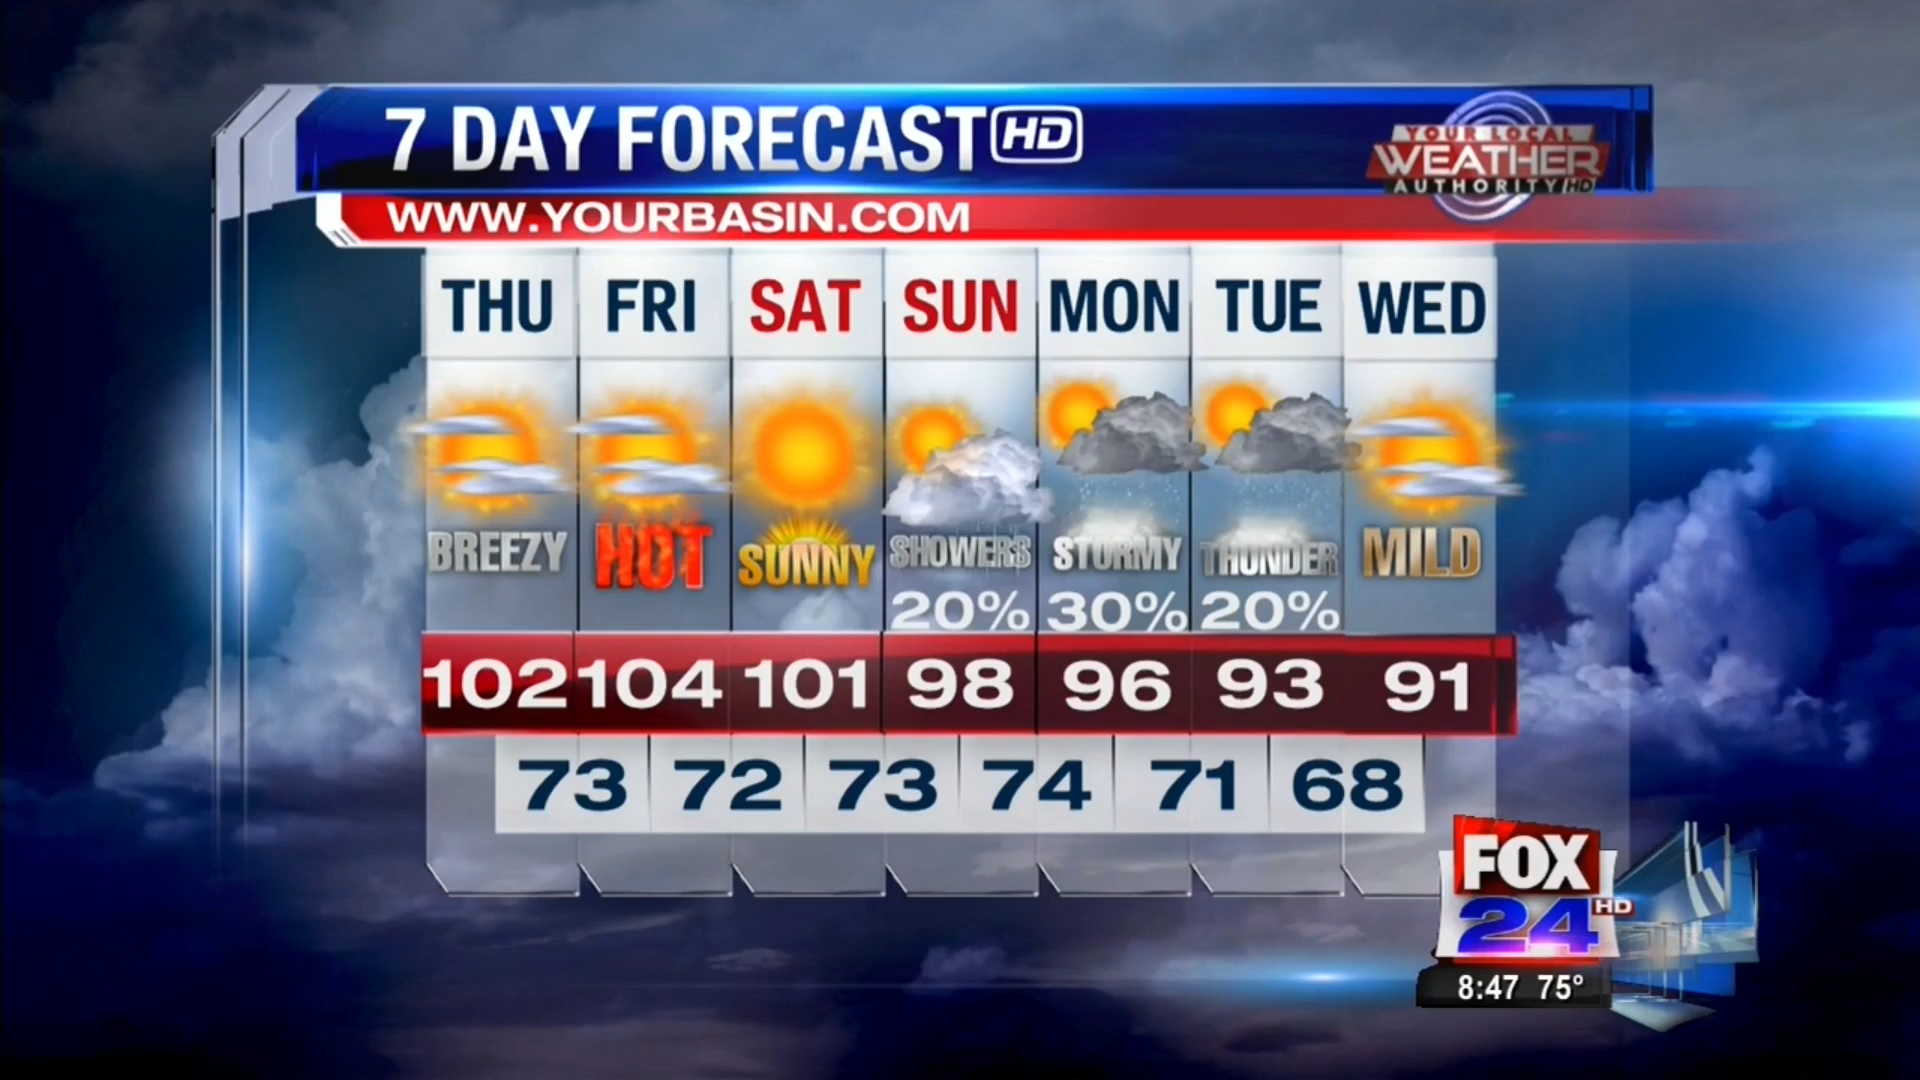 7 DAY FORECAST HD
YOUR LOCAL
WEATHER
AUTHORITY HD
WWW.YOURBASIN.COM
THU FRI SAT SUN MON TUE WED
BREEZY HOT SUNNY SHOWERS STORMY THUNDER MILD
20% 30% 20%
102 104 101 98 96 93 91
73 72 73 74 71 68
FOX
24 HD
8:47 75°